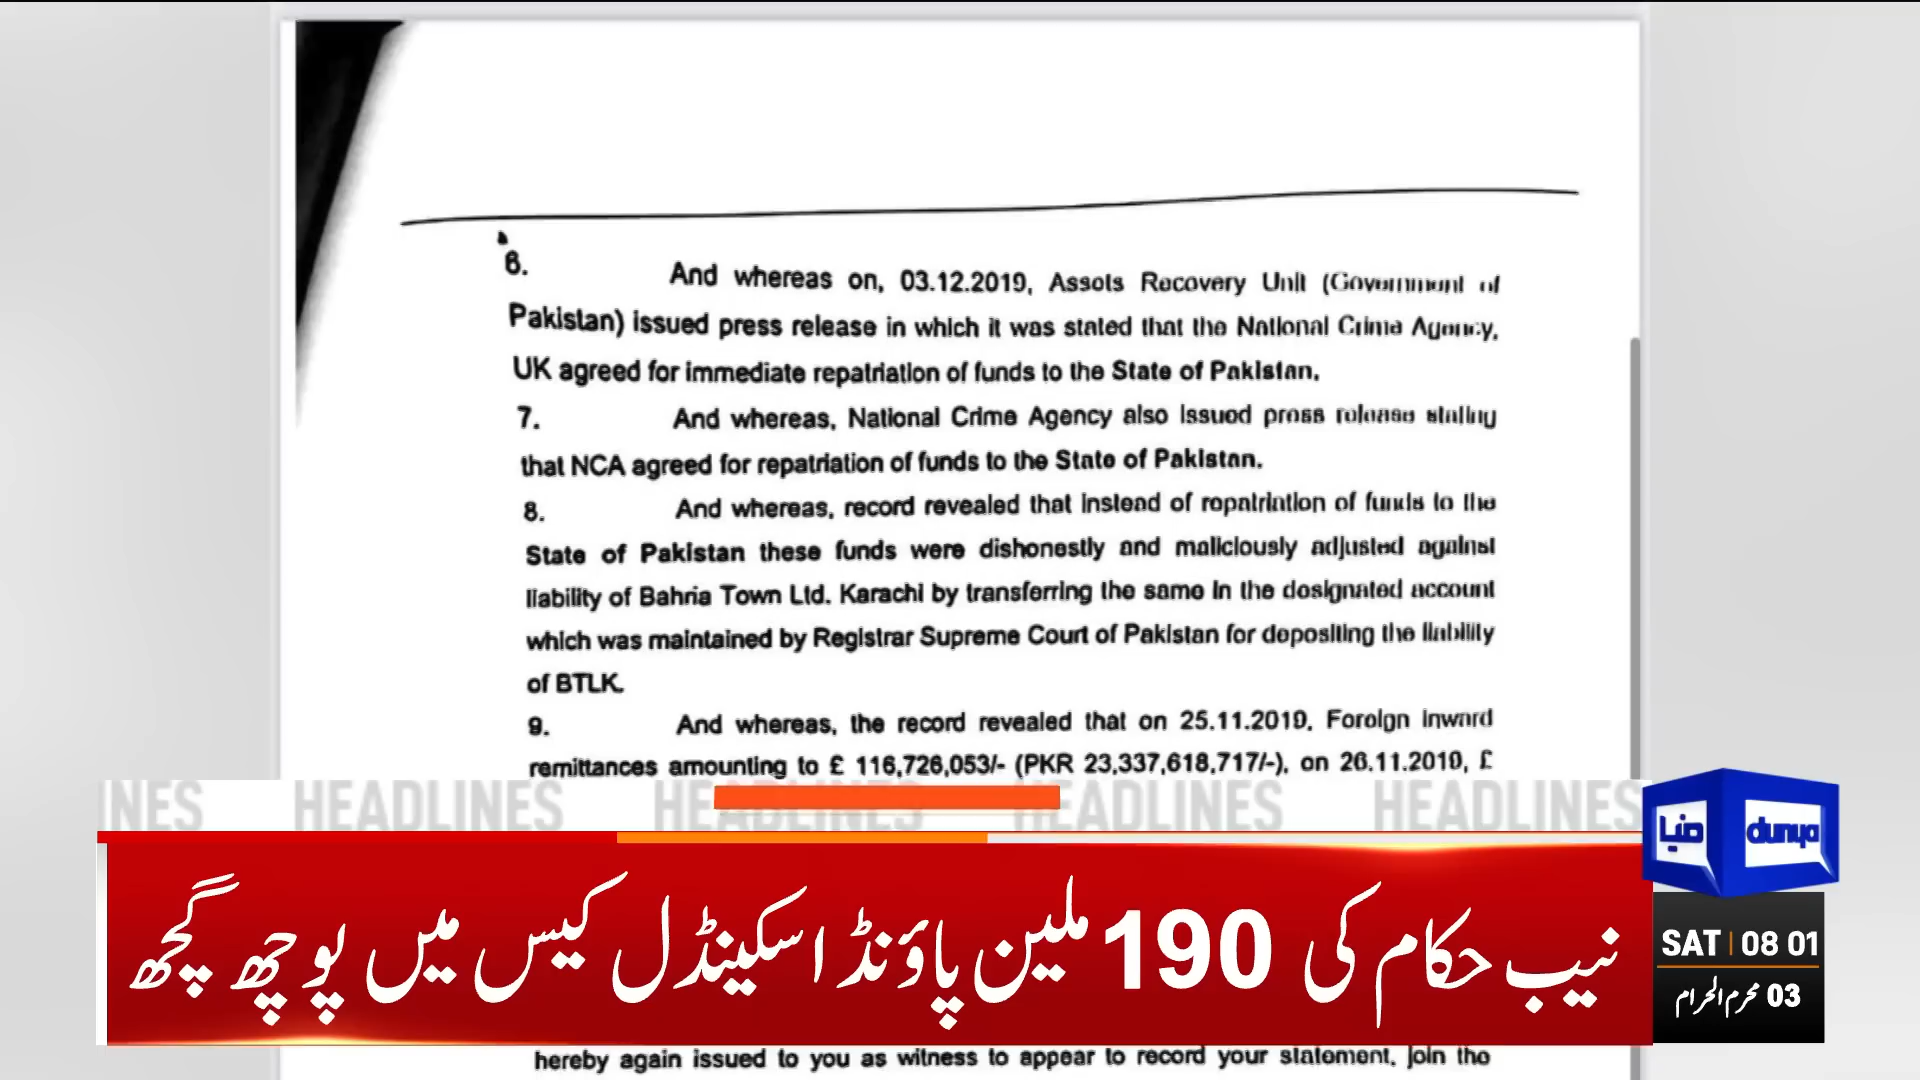 6. And whereas on, 03.12.2019, Assets Recovery Unit (Government of
Pakistan) issued press release in which it was stated that the National Crime Agency,
UK agreed for immediate repatriation of funds to the State of Pakistan.
7. And whereas, National Crime Agency also issued press release stating
that NCA agreed for repatriation of funds to the State of Pakistan.
8. And whereas, record revealed that instead of repatriation of funds to the
State of Pakistan these funds were dishonestly and maliciously adjusted against
liability of Bahria Town Ltd. Karachi by transferring the same in the designated account
which was maintained by Registrar Supreme Court of Pakistan for depositing the liability
of BTLK.
9. And whereas, the record revealed that on 25.11.2019, Foreign inward
remittances amounting to £ 116,726,053/- (PKR 23,337,618,717/-), on 26.11.2019, £
INES HEADLINES HEADLINES HEADLINES HEADLINES
دنیا dunya
نیب حکام کی 190 ملین پاؤنڈ اسکینڈل کیس میں پوچھ گچھ
SAT | 08 01
03 محرم الحرام
hereby again issued to you as witness to appear to record your statement, join the